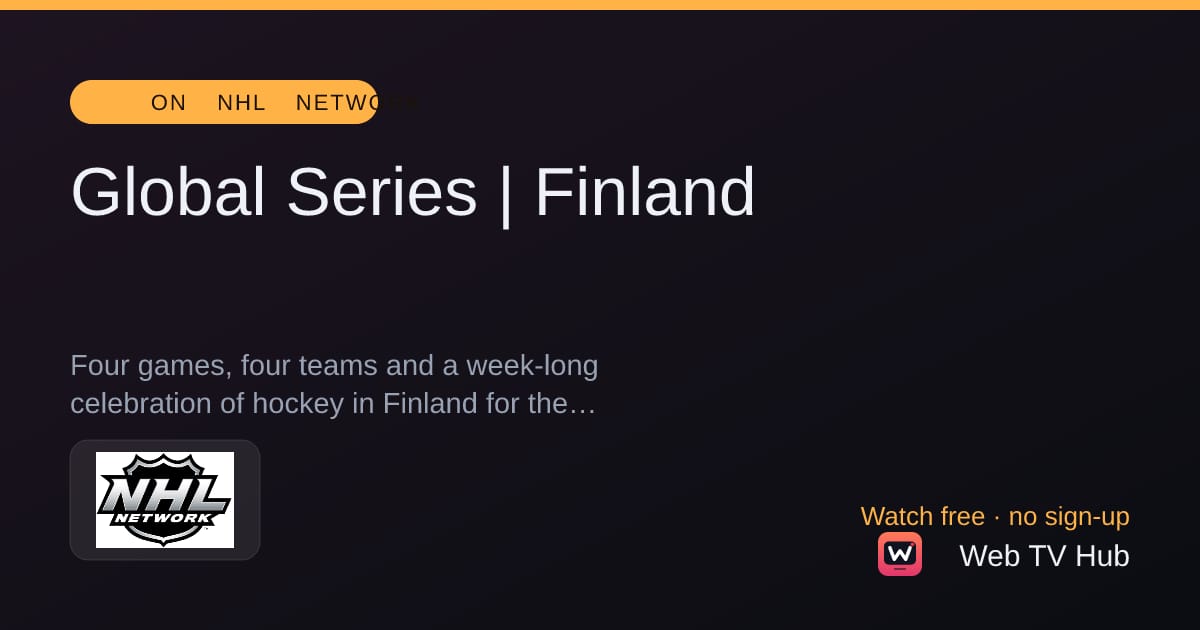 ON NHL NETWORK
Global Series | Finland
Four games, four teams and a week-long
celebration of hockey in Finland for the…
NHL
NETWORK
Watch free · no sign-up
W
Web TV Hub